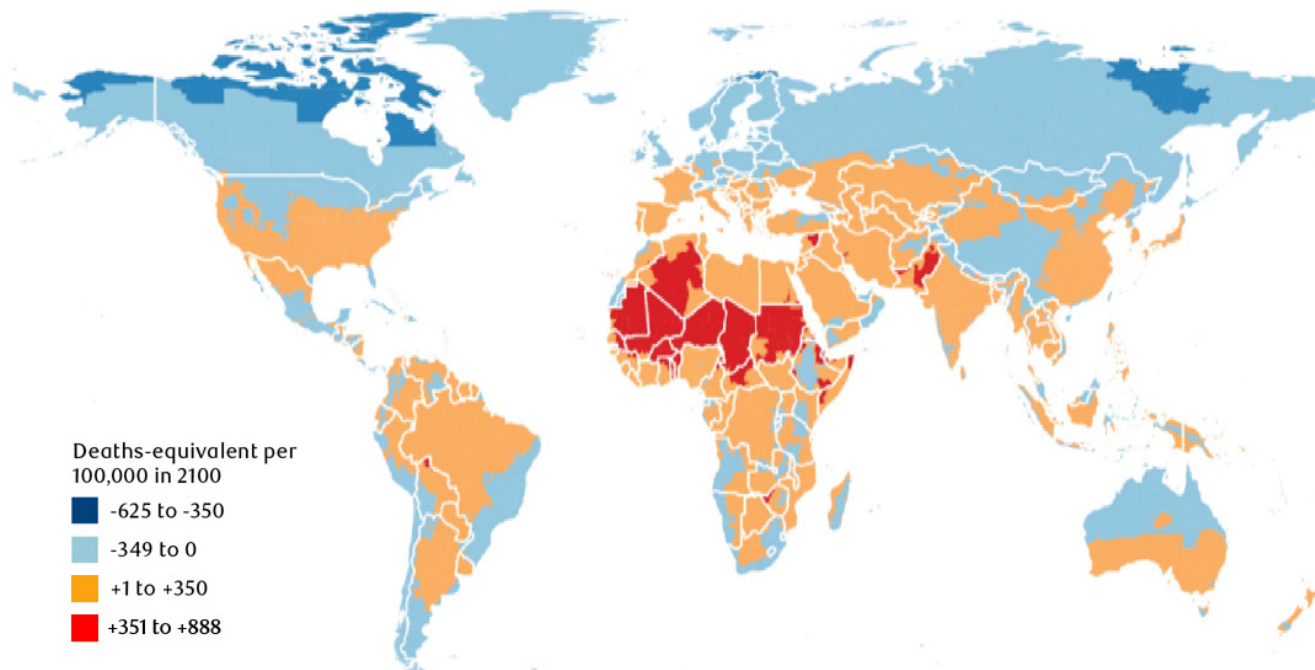 Deaths-equivalent per
100,000 in 2100
-625 to -350
-349 to 0
+1 to +350
+351 to +888